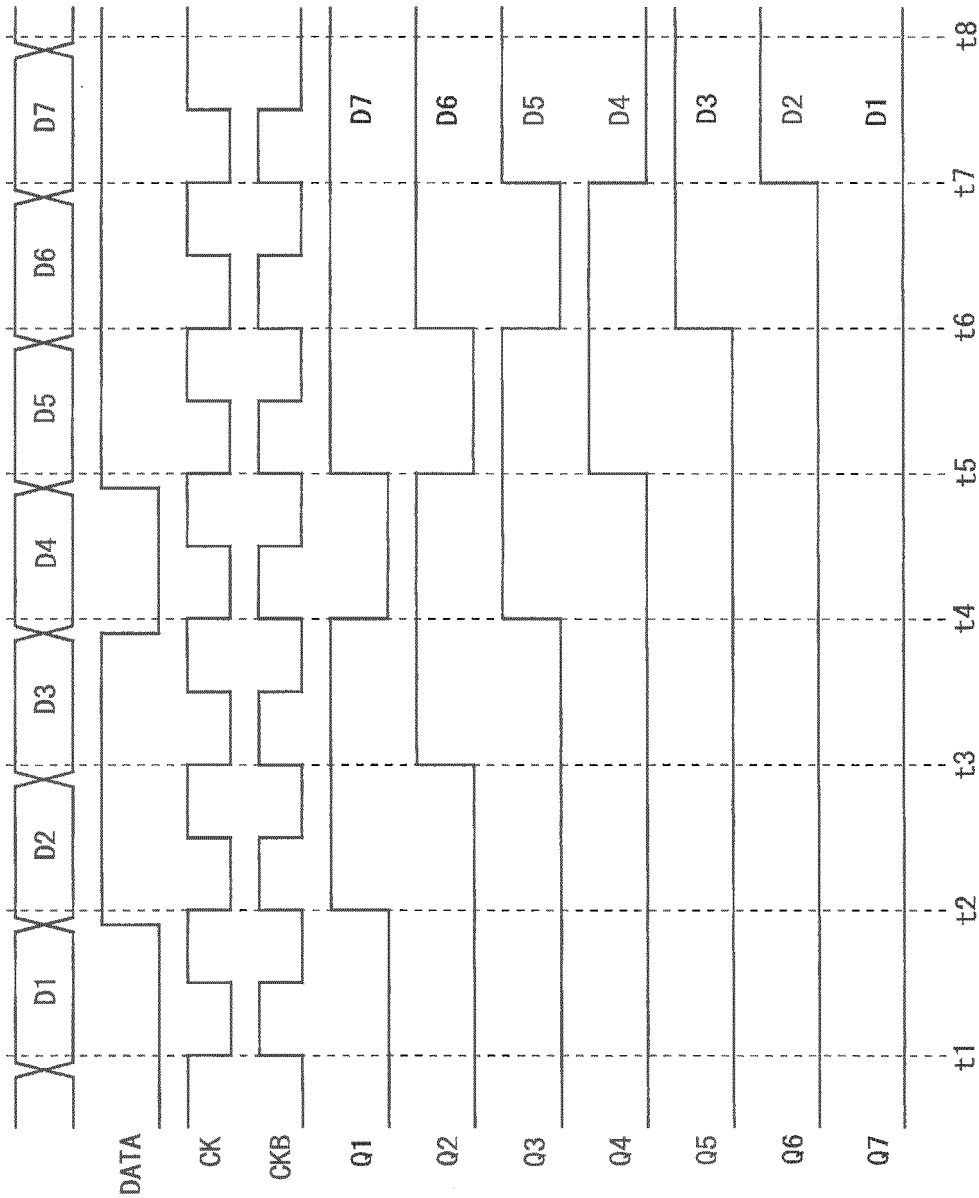 D1 D2 D3 D4 D5 D6 D7
DATA
CK
CKB
Q1 D7
Q2 D6
Q3 D5
Q4 D4
Q5 D3
Q6 D2
Q7 D1
t1 t2 t3 t4 t5 t6 t7 t8